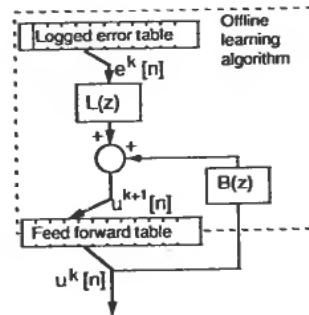 Offline
learning
algorithm
Logged error table
e^k[n]
L(z)
+
+
B(z)
u^{k+1}[n]
Feed forward table
u^k[n]